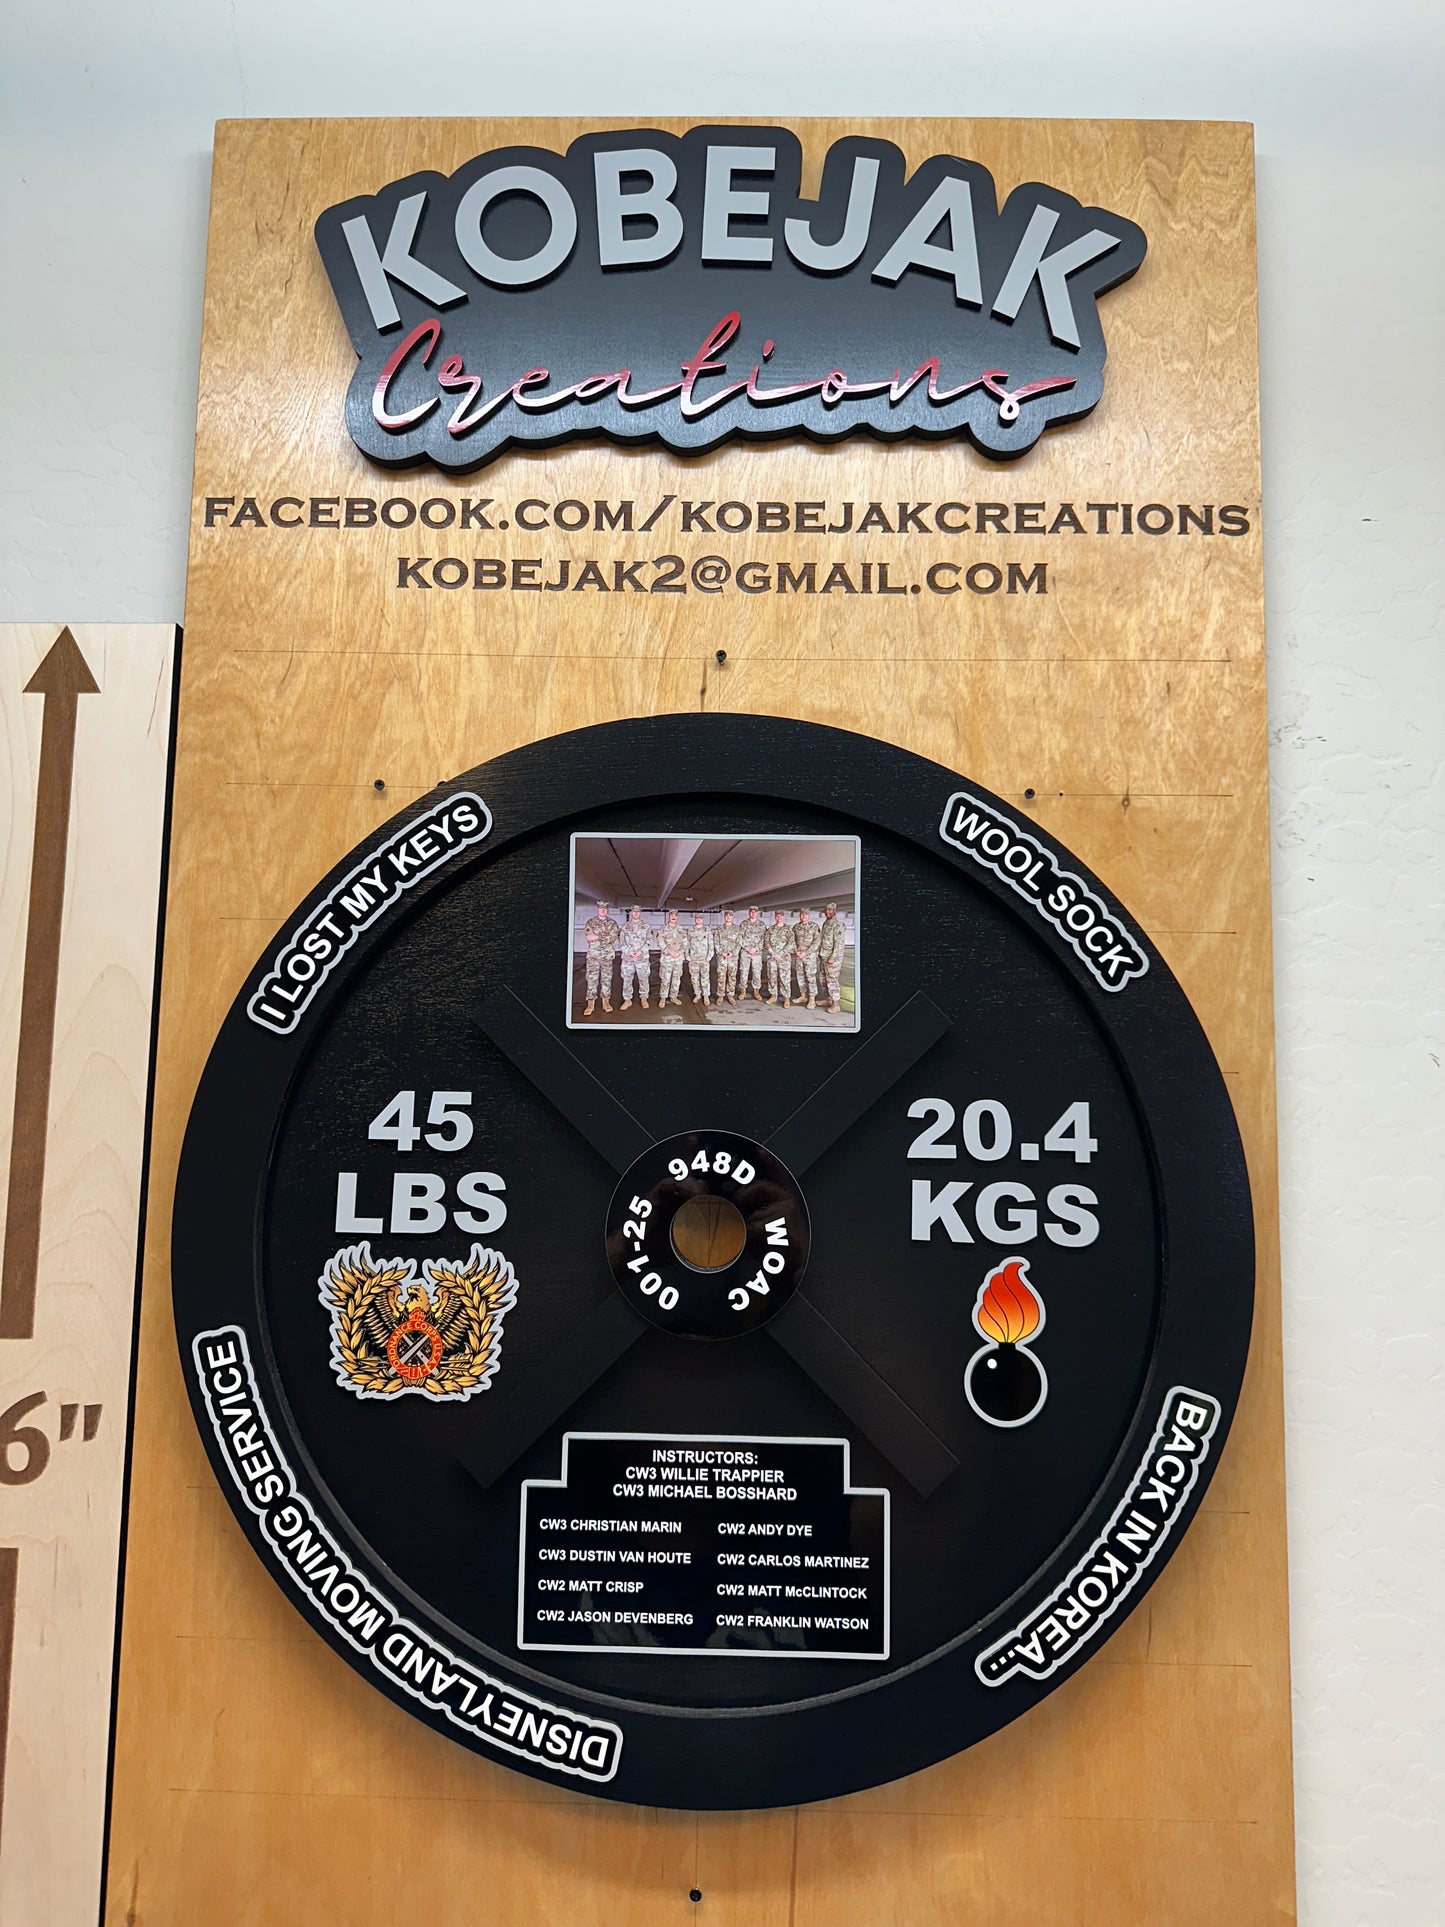 KOBEJAK
Creations
FACEBOOK.COM/KOBEJAKCREATIONS
KOBEJAK2@GMAIL.COM
I LOST MY KEYS
WOOL SOCK
45
LBS
20.4
KGS
948D
WOAC
001-25
ORDNANCE CORPS U.S.A.
6"
DISNEYLAND MOVING SERVICE
BACK IN KOREA....
INSTRUCTORS:
CW3 WILLIE TRAPPIER
CW3 MICHAEL BOSSHARD
CW3 CHRISTIAN MARIN CW2 ANDY DYE
CW3 DUSTIN VAN HOUTE CW2 CARLOS MARTINEZ
CW2 MATT CRISP CW2 MATT McCLINTOCK
CW2 JASON DEVENBERG CW2 FRANKLIN WATSON